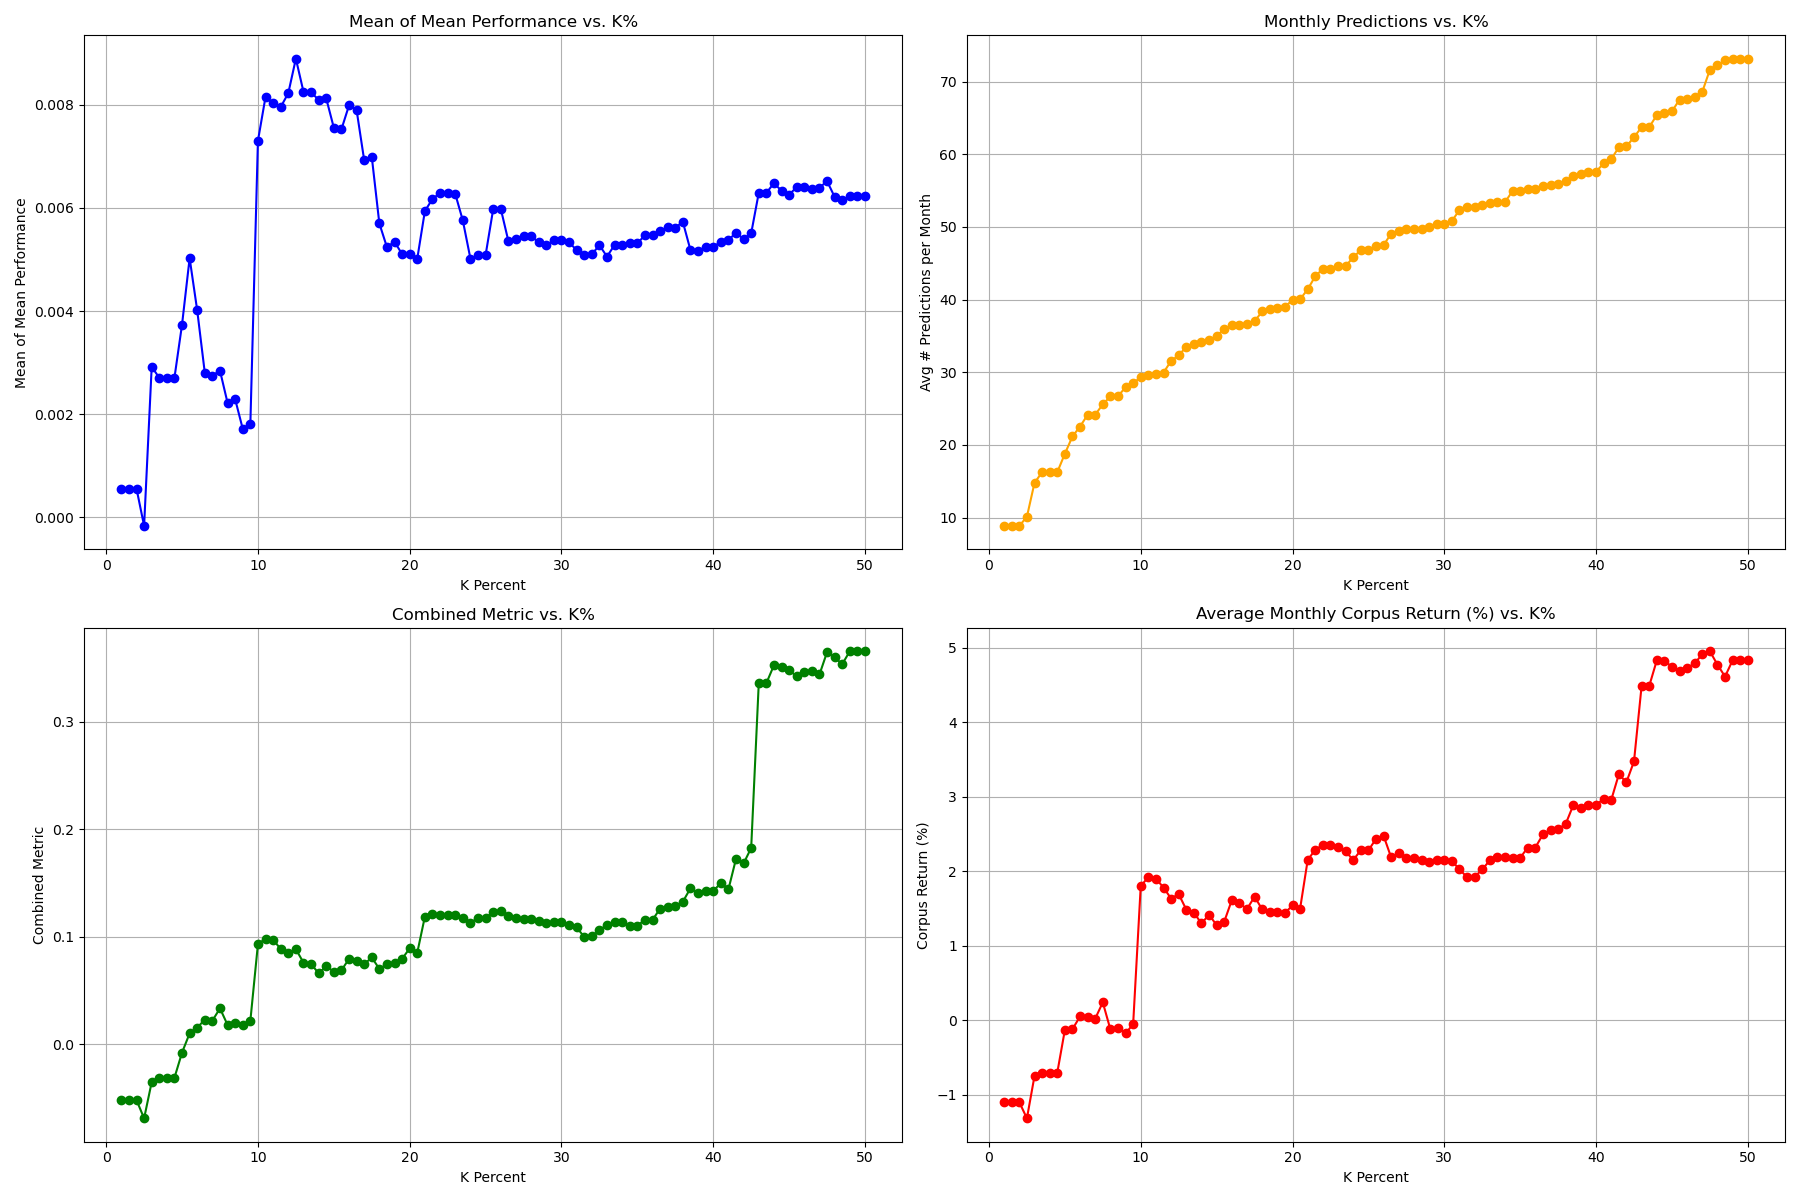 Mean of Mean Performance vs. K%
Mean of Mean Performance
0.008
0.006
0.004
0.002
0.000
0 10 20 30 40 50
K Percent
Monthly Predictions vs. K%
Avg # Predictions per Month
70
60
50
40
30
20
10
0 10 20 30 40 50
K Percent
Combined Metric vs. K%
Combined Metric
0.3
0.2
0.1
0.0
0 10 20 30 40 50
K Percent
Average Monthly Corpus Return (%) vs. K%
Corpus Return (%)
5
4
3
2
1
0
−1
0 10 20 30 40 50
K Percent